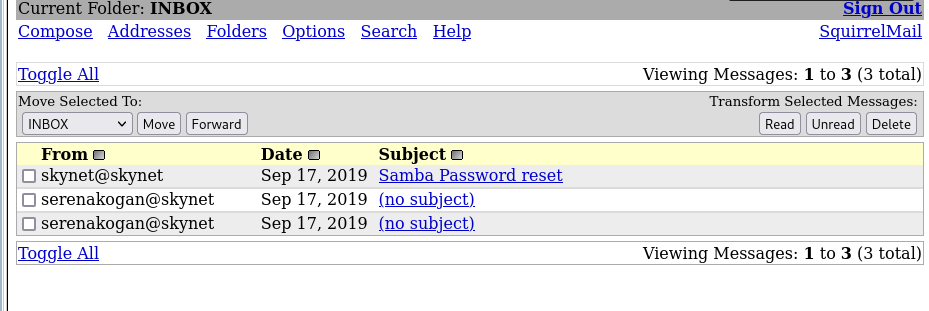 Current Folder: INBOX Sign Out
Compose Addresses Folders Options Search Help SquirrelMail
Toggle All Viewing Messages: 1 to 3 (3 total)
Move Selected To: Transform Selected Messages:
INBOX Move Forward Read Unread Delete
From Date Subject
skynet@skynet Sep 17, 2019 Samba Password reset
serenakogan@skynet Sep 17, 2019 (no subject)
serenakogan@skynet Sep 17, 2019 (no subject)
Toggle All Viewing Messages: 1 to 3 (3 total)